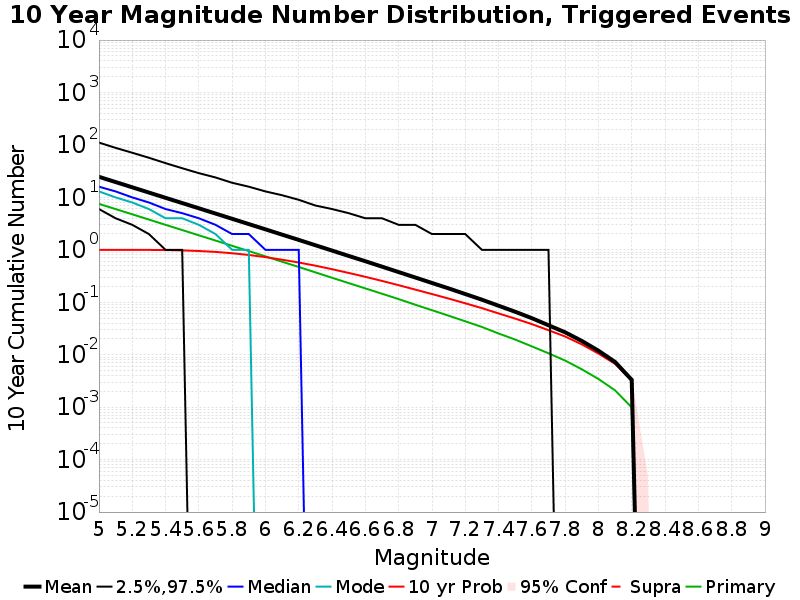 10 Year Magnitude Number Distribution, Triggered Events
10 Year Cumulative Number
10^4
10^3
10^2
10^1
10^0
10^-1
10^-2
10^-3
10^-4
10^-5
5 5.2 5.4 5.6 5.8 6 6.2 6.4 6.6 6.8 7 7.2 7.4 7.6 7.8 8 8.2 8.4 8.6 8.8 9
Magnitude
Mean 2.5%,97.5% Median Mode 10 yr Prob 95% Conf Supra Primary